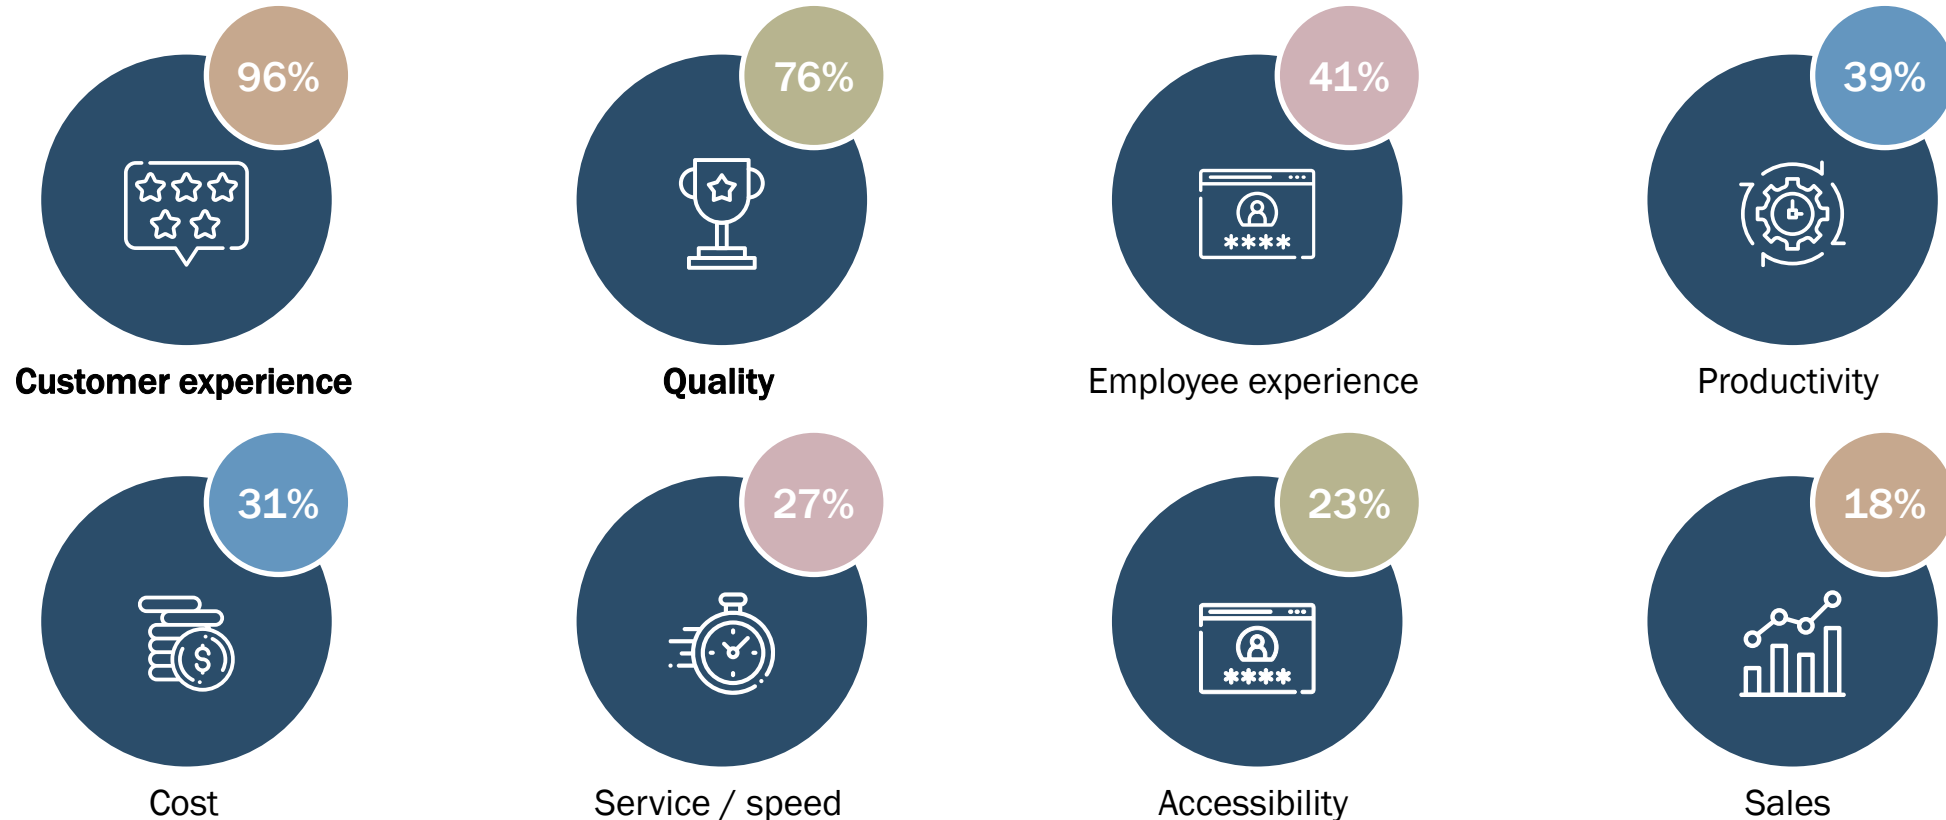 96%
76%
41%
39%
Customer experience
Quality
Employee experience
Productivity
31%
27%
23%
18%
$
Cost
Service / speed
Accessibility
Sales